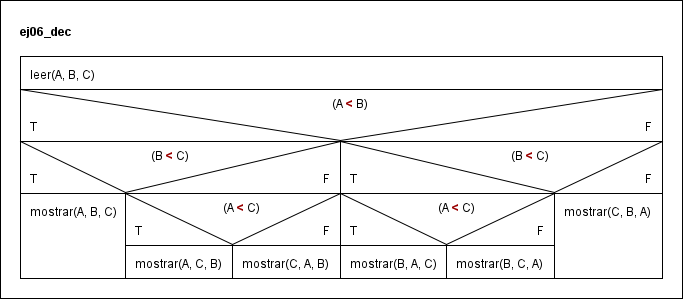 ej06_dec
leer(A, B, C)
(A < B)
T F
(B < C) (B < C)
T F T F
mostrar(A, B, C) (A < C) (A < C) mostrar(C, B, A)
T F T F
mostrar(A, C, B) mostrar(C, A, B) mostrar(B, A, C) mostrar(B, C, A)